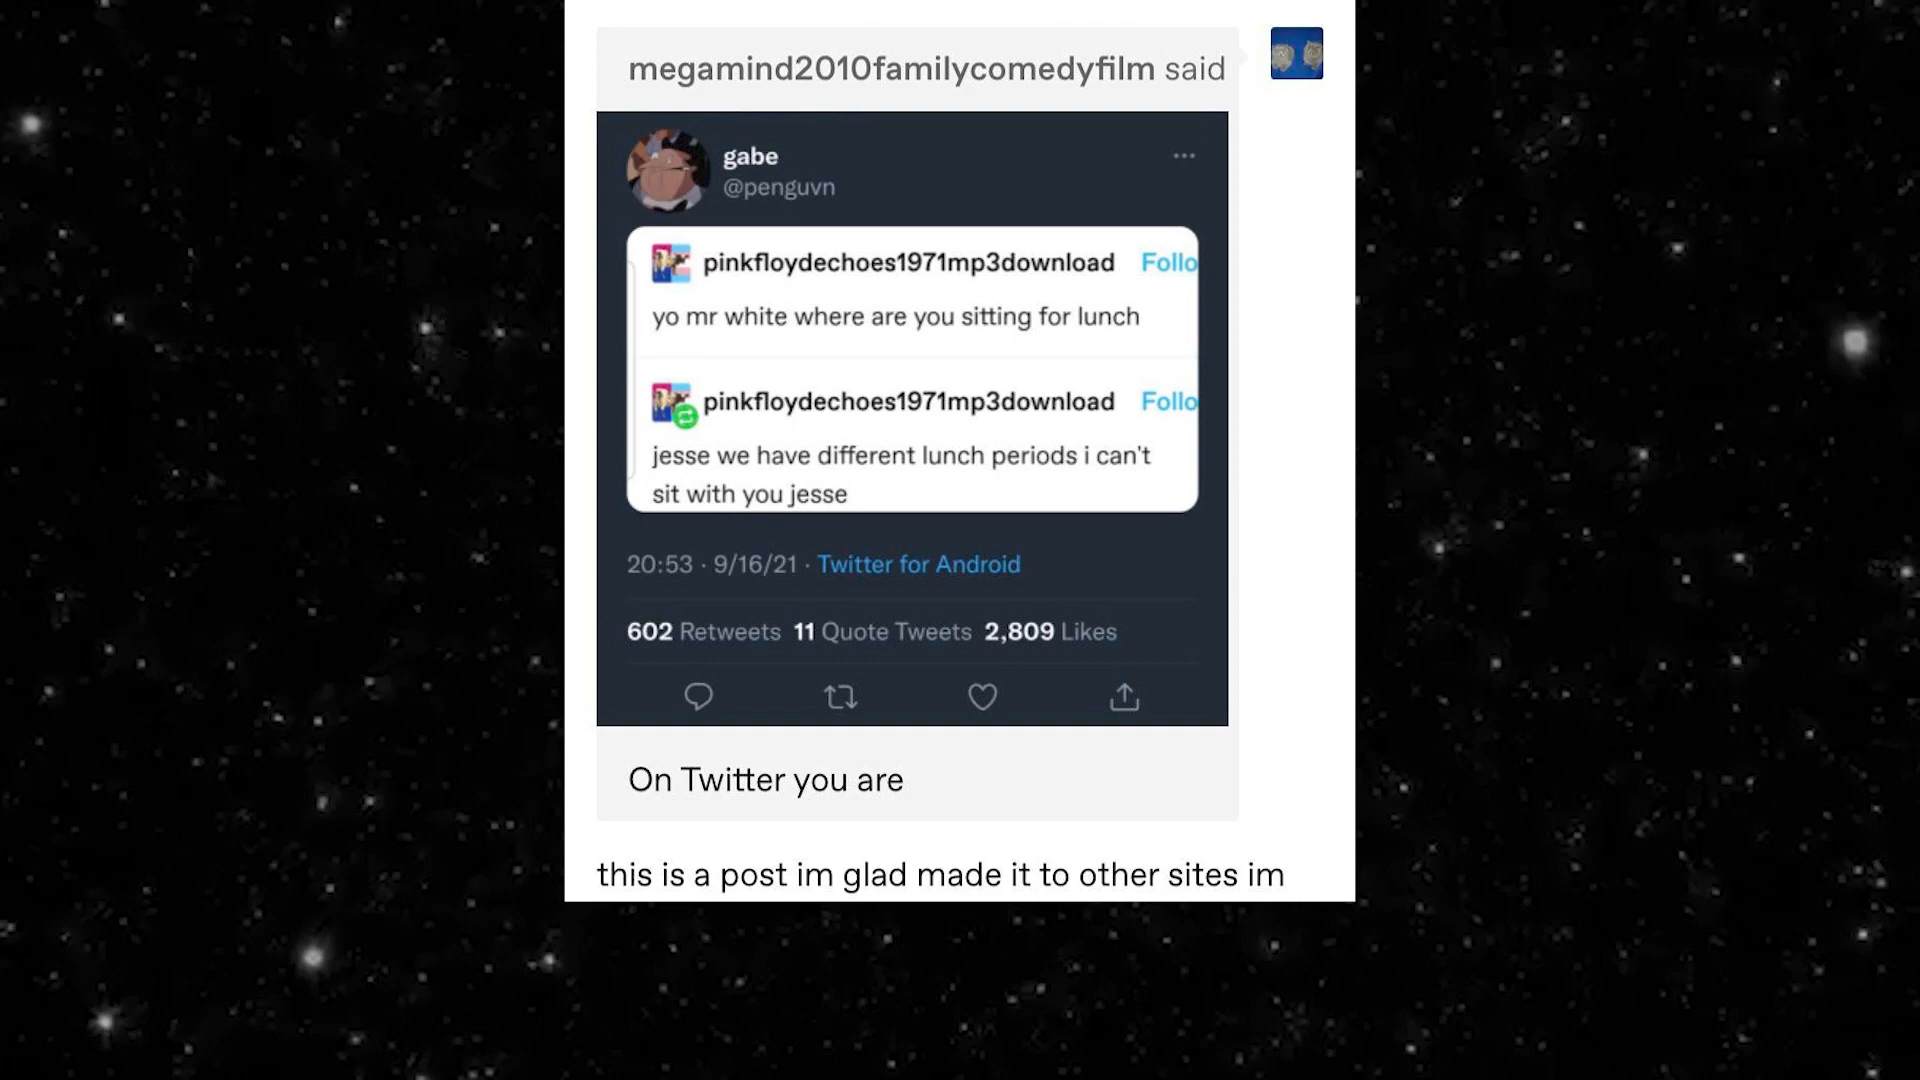 megamind2010familycomedyfilm said
gabe
@penguvn
pinkfloydechoes1971mp3download Follo
yo mr white where are you sitting for lunch
pinkfloydechoes1971mp3download Follo
jesse we have different lunch periods i can't
sit with you jesse
20:53 · 9/16/21 · Twitter for Android
602 Retweets 11 Quote Tweets 2,809 Likes
On Twitter you are
this is a post im glad made it to other sites im